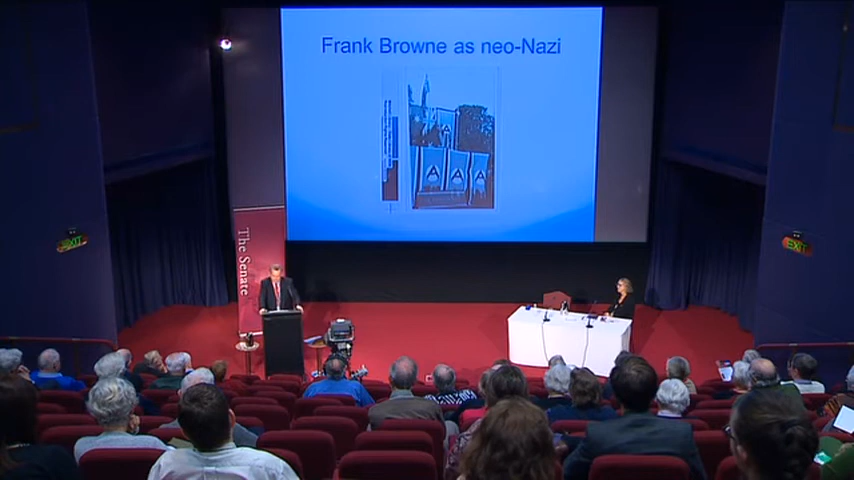 Frank Browne as neo-Nazi
A
A A A
The Senate
EXIT
EXIT